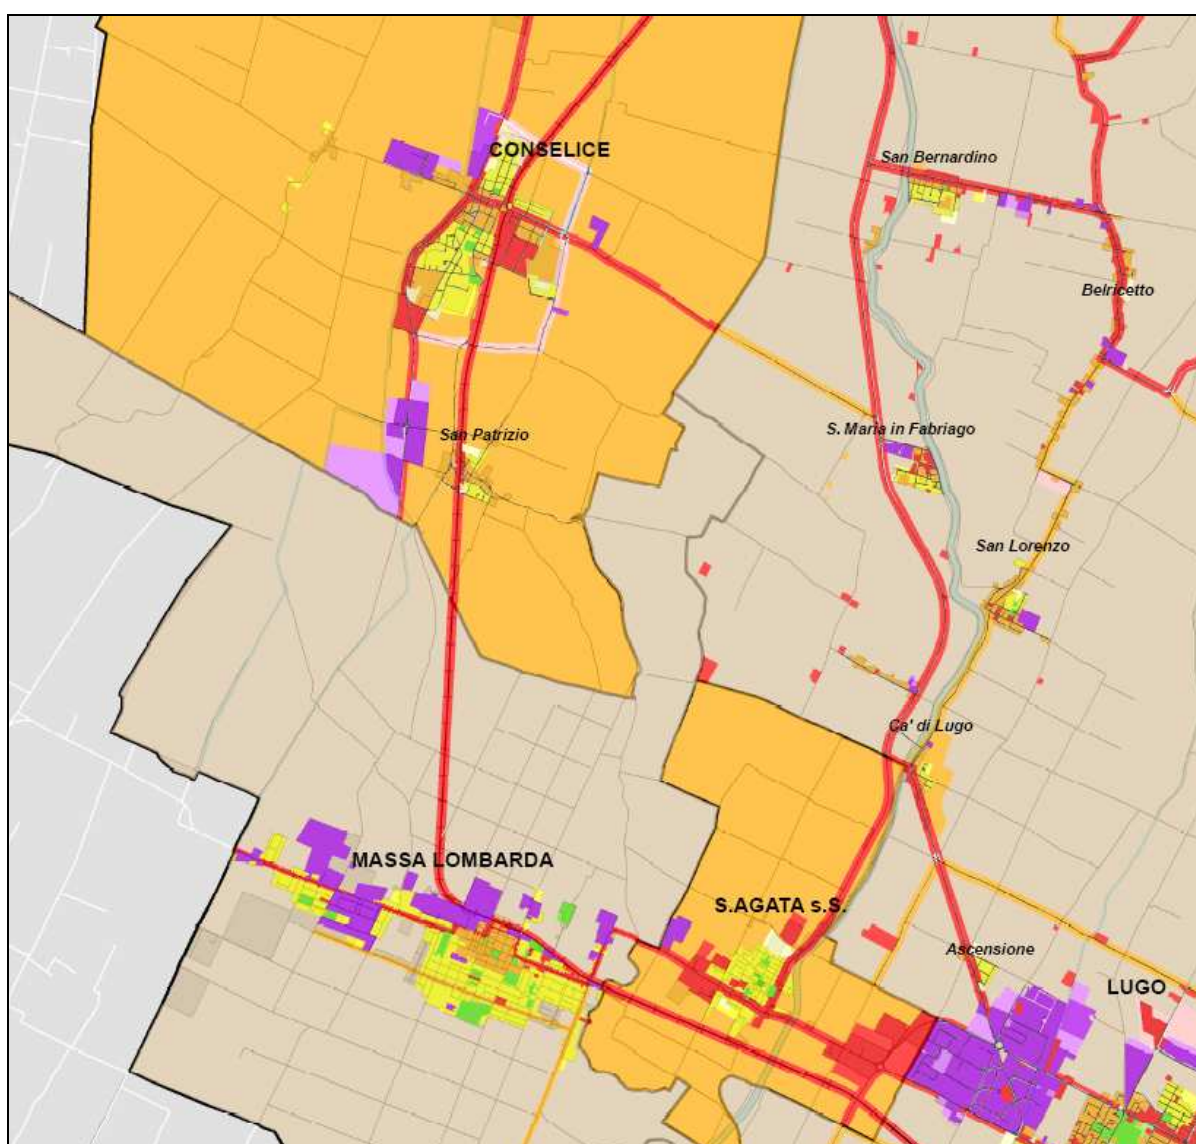 CONSELICE
San Bernardino
Belricetto
San Patrizio
S. Maria in Fabriago
San Lorenzo
Ca' di Lugo
MASSA LOMBARDA
S.AGATA s.S.
Ascensione
LUGO